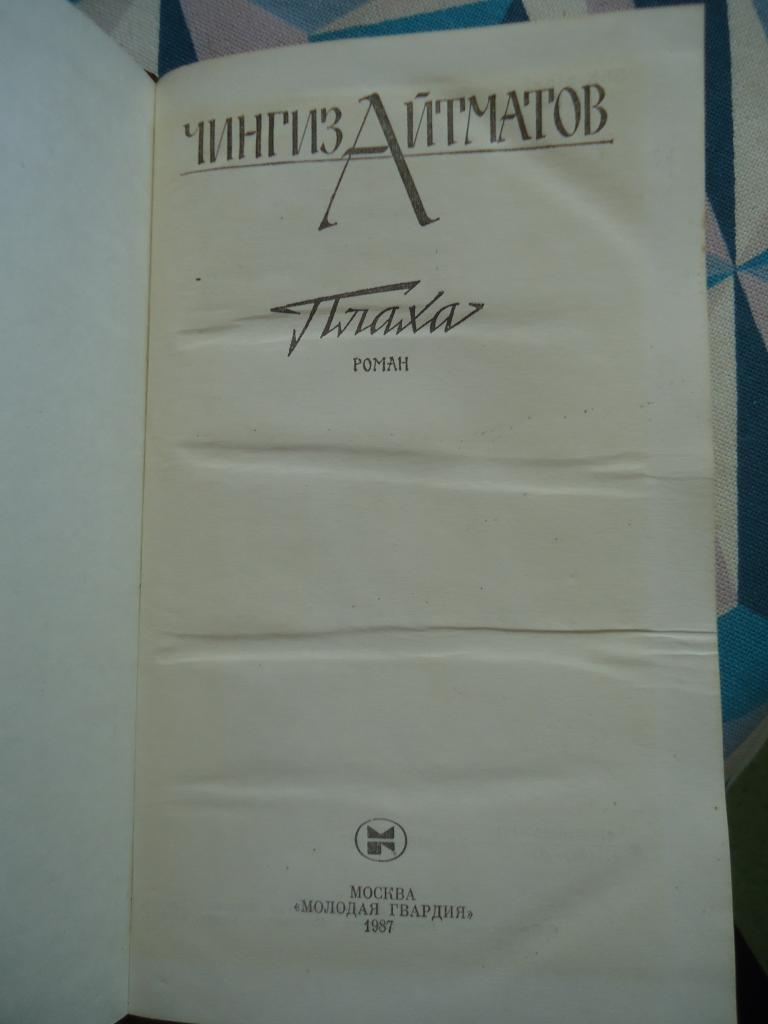 ЧИНГИЗ АЙТМАТОВ
Плаха
РОМАН
МОСКВА
«МОЛОДАЯ ГВАРДИЯ»
1987